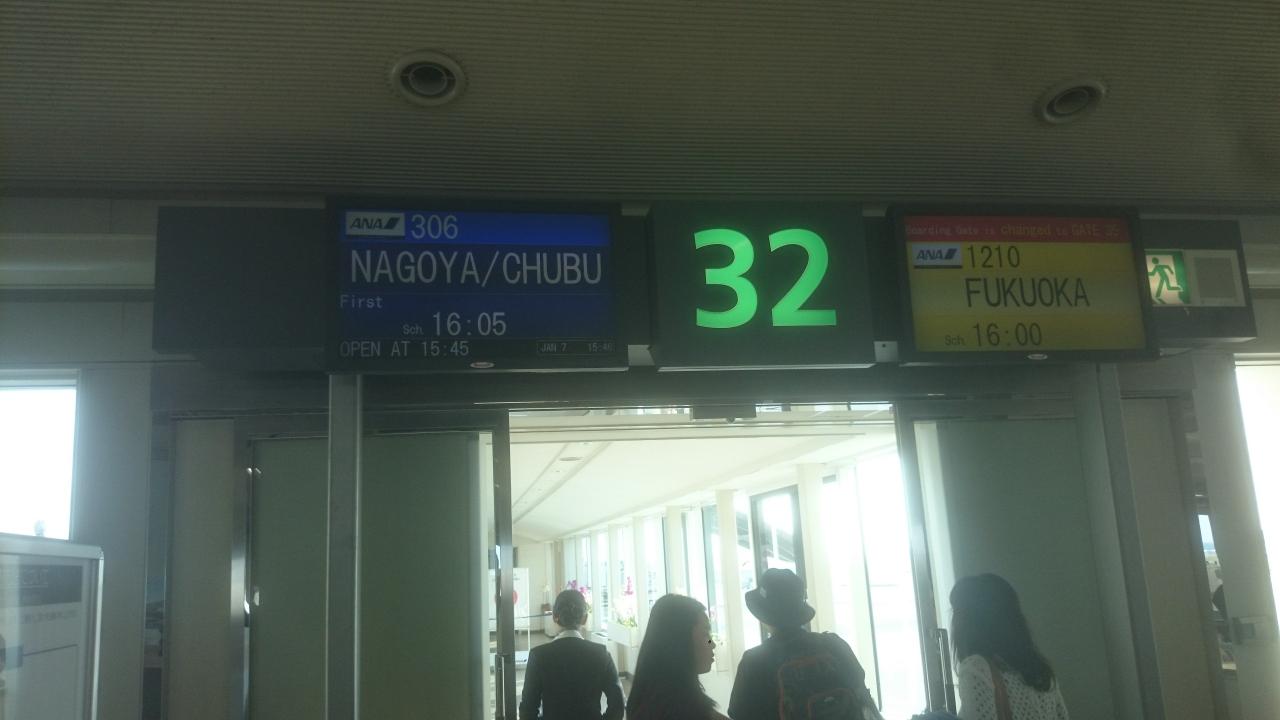 ANA 306
NAGOYA/CHUBU
First
Sch. 16:05
OPEN AT 15:45
JAN 7 15:46
32
Boarding Gate is changed to GATE 35
ANA 1210
FUKUOKA
Sch. 16:00